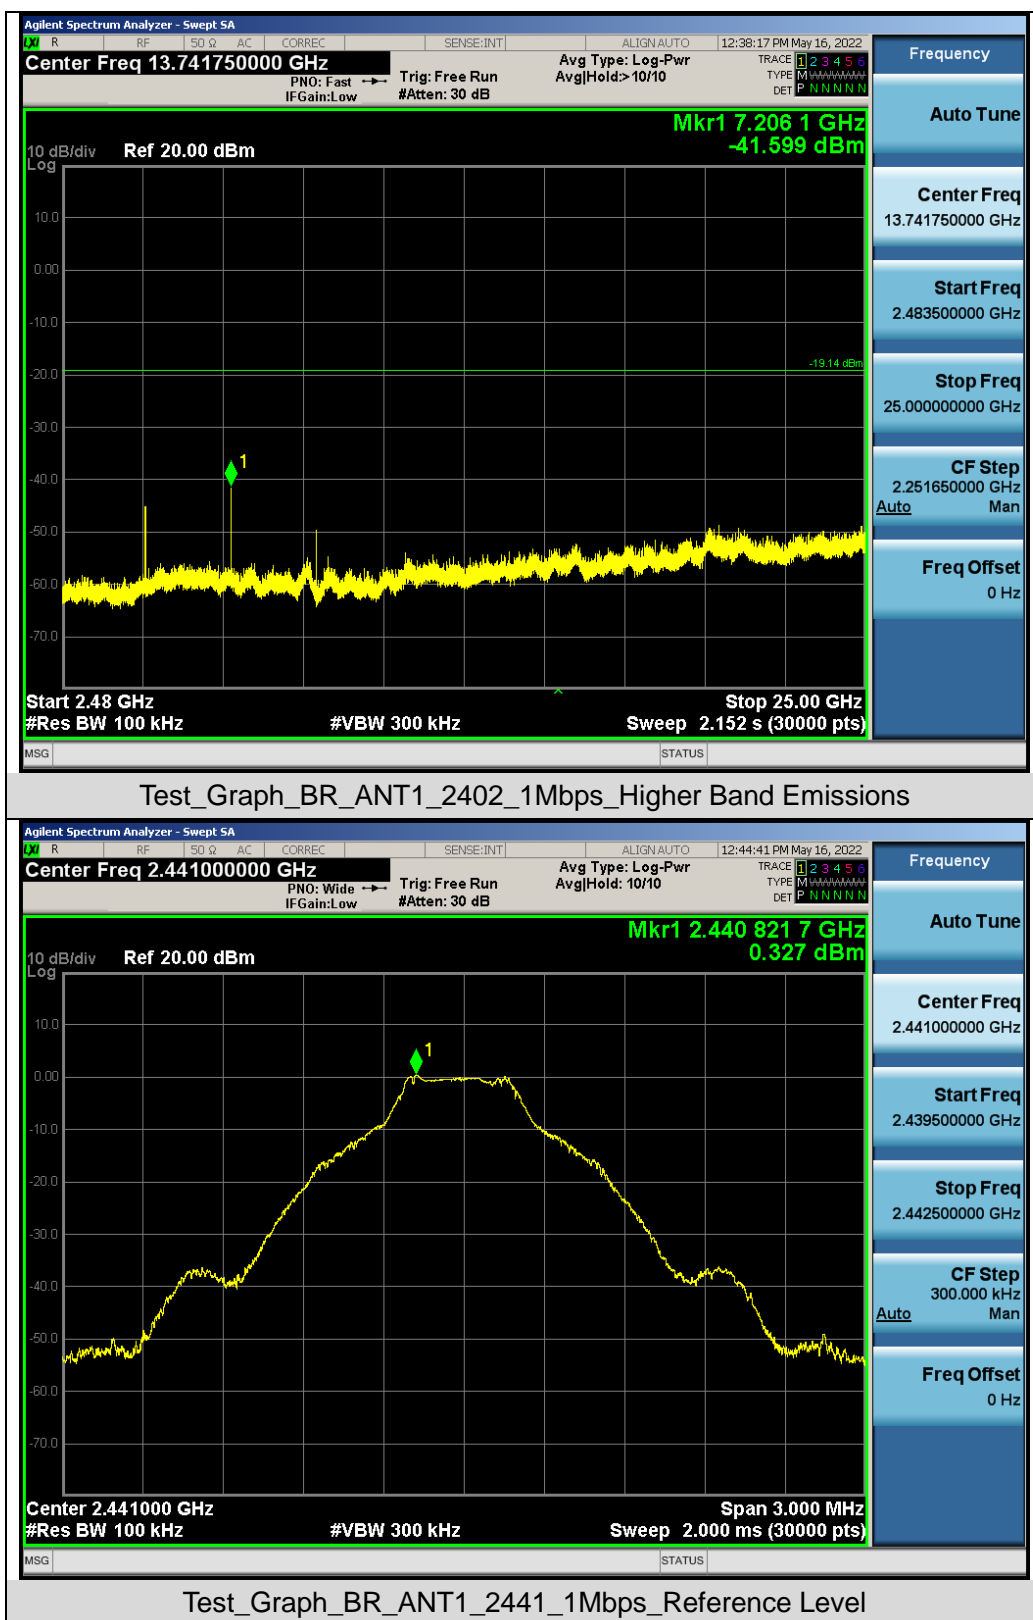 Agilent Spectrum Analyzer - Swept SA
LXI R RF 50 Ω AC CORREC SENSE:INT ALIGN AUTO 12:38:17 PM May 16, 2022
Center Freq 13.741750000 GHz
PNO: Fast
IFGain:Low
Trig: Free Run
#Atten: 30 dB
Avg Type: Log-Pwr
Avg|Hold:>10/10
TRACE 1 2 3 4 5 6
TYPE M WWWWW
DET P N N N N N
Mkr1 7.206 1 GHz
-41.599 dBm
10 dB/div Ref 20.00 dBm
Log
10.0
0.00
-10.0
-19.14 dBm
-20.0
-30.0
1
-40.0
-50.0
-60.0
-70.0
Start 2.48 GHz Stop 25.00 GHz
#Res BW 100 kHz #VBW 300 kHz Sweep 2.152 s (30000 pts)
MSG STATUS
Frequency
Auto Tune
Center Freq
13.741750000 GHz
Start Freq
2.483500000 GHz
Stop Freq
25.000000000 GHz
CF Step
2.251650000 GHz
Auto Man
Freq Offset
0 Hz
Test_Graph_BR_ANT1_2402_1Mbps_Higher Band Emissions
Agilent Spectrum Analyzer - Swept SA
LXI R RF 50 Ω AC CORREC SENSE:INT ALIGN AUTO 12:44:41 PM May 16, 2022
Center Freq 2.441000000 GHz
PNO: Wide
IFGain:Low
Trig: Free Run
#Atten: 30 dB
Avg Type: Log-Pwr
Avg|Hold: 10/10
TRACE 1 2 3 4 5 6
TYPE M WWWWW
DET P N N N N N
Mkr1 2.440 821 7 GHz
0.327 dBm
10 dB/div Ref 20.00 dBm
Log
10.0
1
0.00
-10.0
-20.0
-30.0
-40.0
-50.0
-60.0
-70.0
Center 2.441000 GHz Span 3.000 MHz
#Res BW 100 kHz #VBW 300 kHz Sweep 2.000 ms (30000 pts)
MSG STATUS
Frequency
Auto Tune
Center Freq
2.441000000 GHz
Start Freq
2.439500000 GHz
Stop Freq
2.442500000 GHz
CF Step
300.000 kHz
Auto Man
Freq Offset
0 Hz
Test_Graph_BR_ANT1_2441_1Mbps_Reference Level